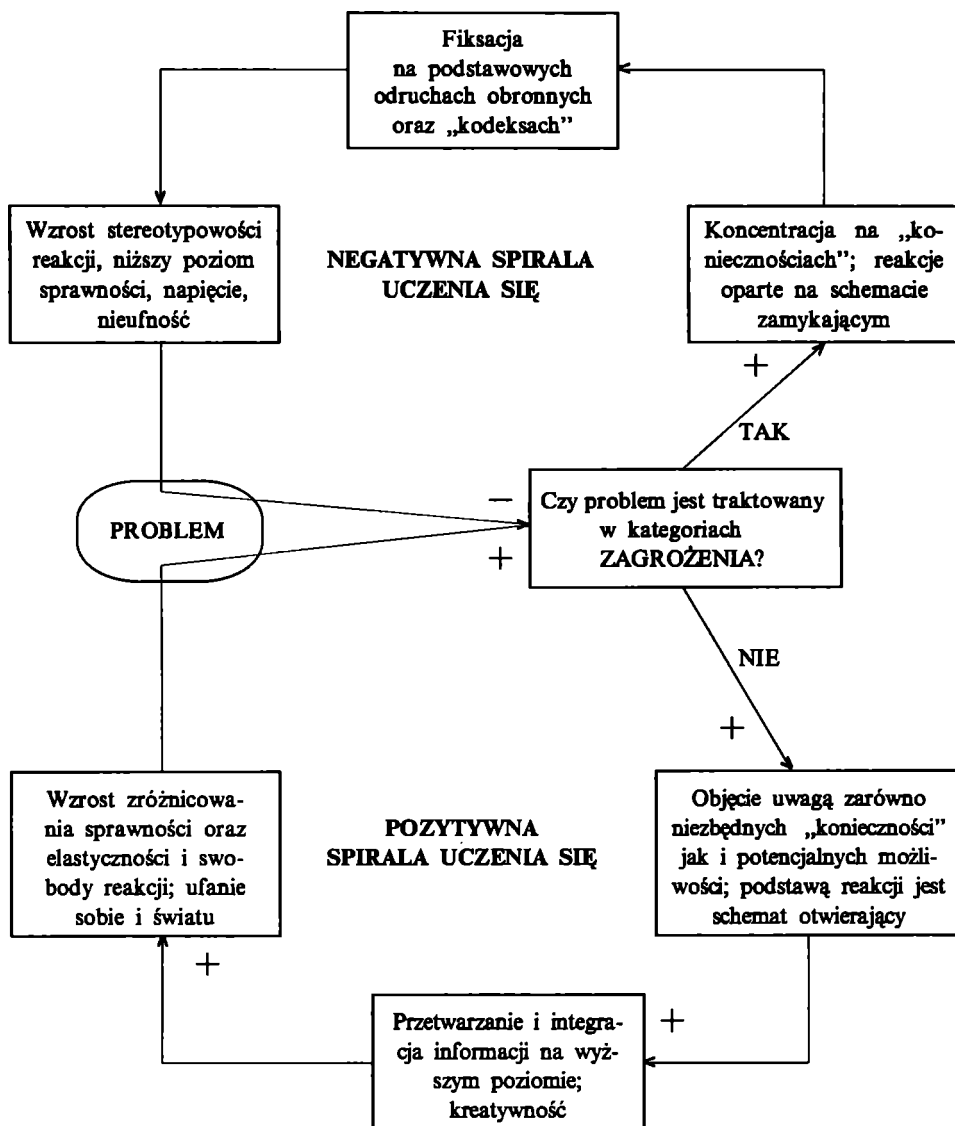 Fiksacja
na podstawowych
odruchach obronnych
oraz „kodeksach”
Wzrost stereotypowości
reakcji, niższy poziom
sprawności, napięcie,
nieufność
NEGATYWNA SPIRALA
UCZENIA SIĘ
Koncentracja na „ko-
niecznościach”; reakcje
oparte na schemacie
zamykającym
+
TAK
PROBLEM
−
+
Czy problem jest traktowany
w kategoriach
ZAGROŻENIA?
NIE
+
Wzrost zróżnicowa-
nia sprawności oraz
elastyczności i swo-
body reakcji; ufanie
sobie i światu
POZYTYWNA
SPIRALA UCZENIA SIĘ
Objęcie uwagą zarówno
niezbędnych „konieczności”
jak i potencjalnych możli-
wości; podstawą reakcji jest
schemat otwierający
+
Przetwarzanie i integra-
cja informacji na wyż-
szym poziomie;
kreatywność
+